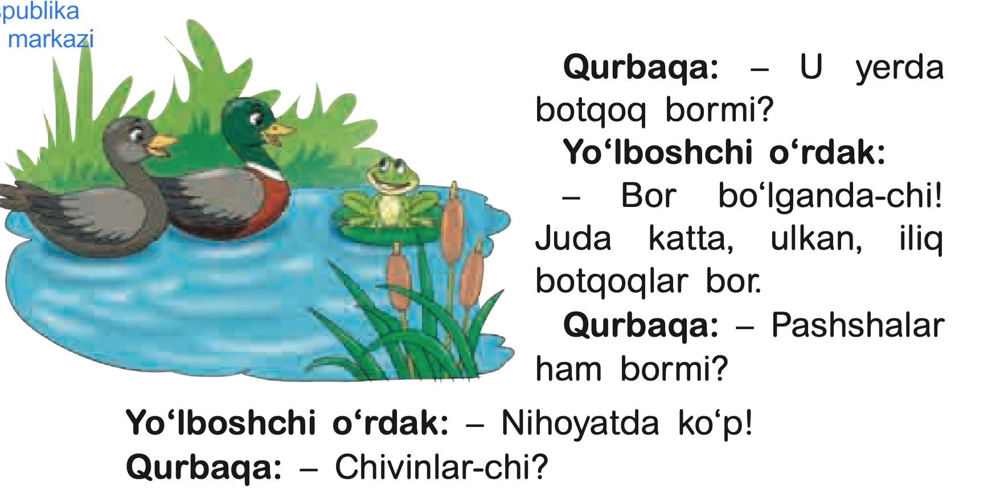 markazi
Qurbaqa: – U yerda
botqoq bormi?
Yo‘lboshchi o‘rdak:
– Bor bo‘lganda-chi!
Juda katta, ulkan, iliq
botqoqlar bor.
Qurbaqa: – Pashshalar
ham bormi?
Yo‘lboshchi o‘rdak: – Nihoyatda ko‘p!
Qurbaqa: – Chivinlar-chi?